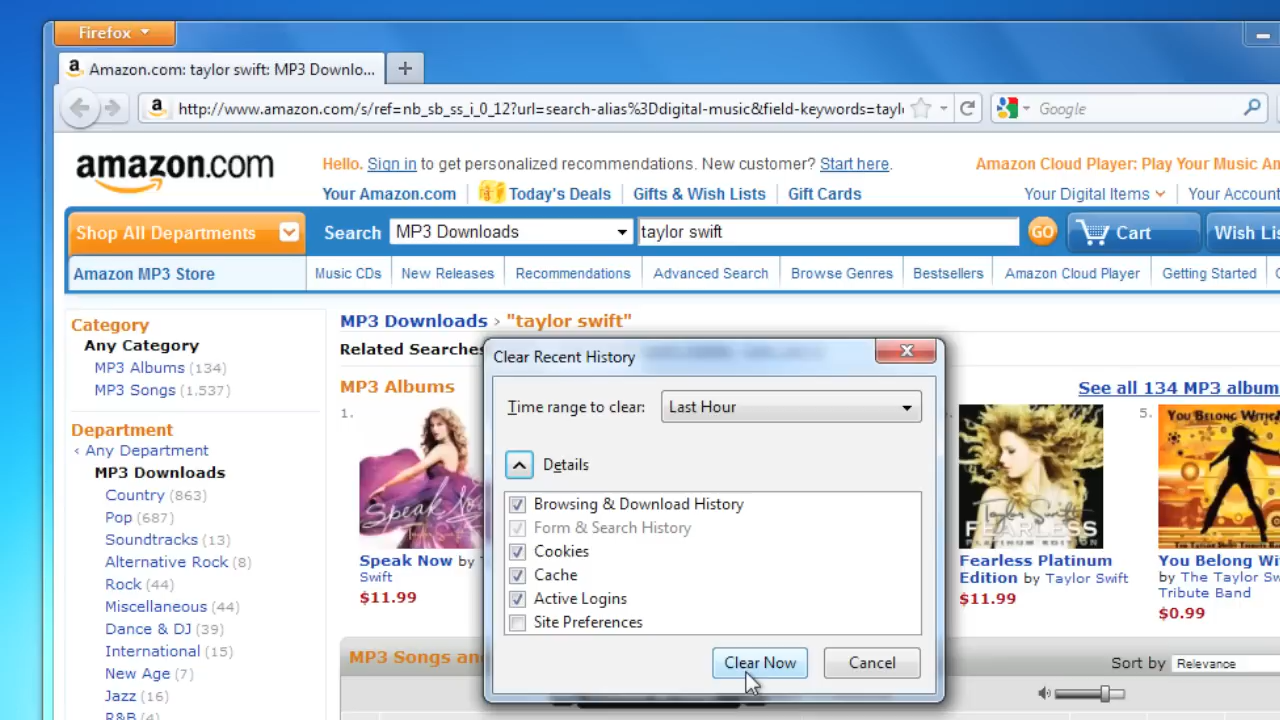 Firefox
Amazon.com: taylor swift: MP3 Downlo...
http://www.amazon.com/s/ref=nb_sb_ss_i_0_12?url=search-alias%3Ddigital-music&field-keywords=taylo
Google
amazon.com
Hello. Sign in to get personalized recommendations. New customer? Start here.
Amazon Cloud Player: Play Your Music An
Your Amazon.com
Today's Deals
Gifts & Wish Lists
Gift Cards
Your Digital Items
Your Account
Shop All Departments
Search
MP3 Downloads
taylor swift
GO
Cart
Wish Lis
Amazon MP3 Store
Music CDs
New Releases
Recommendations
Advanced Search
Browse Genres
Bestsellers
Amazon Cloud Player
Getting Started
Category
Any Category
MP3 Albums (134)
MP3 Songs (1,537)
Department
‹ Any Department
MP3 Downloads
Country (863)
Pop (687)
Soundtracks (13)
Alternative Rock (8)
Rock (44)
Miscellaneous (44)
Dance & DJ (39)
International (15)
New Age (7)
Jazz (16)
R&B (4)
MP3 Downloads › "taylor swift"
Related Searches
MP3 Albums
See all 134 MP3 album
1.
Speak Now
Speak Now by
Swift
$11.99
Taylor Swift
FEARLESS
PLATINUM EDITION
Fearless Platinum
Edition by Taylor Swift
$11.99
5.
YOU BELONG WITH
You Belong Wi
by The Taylor Sw
Tribute Band
$0.99
MP3 Songs an
Sort by
Relevance
Clear Recent History
Time range to clear:
Last Hour
Details
Browsing & Download History
Form & Search History
Cookies
Cache
Active Logins
Site Preferences
Clear Now
Cancel